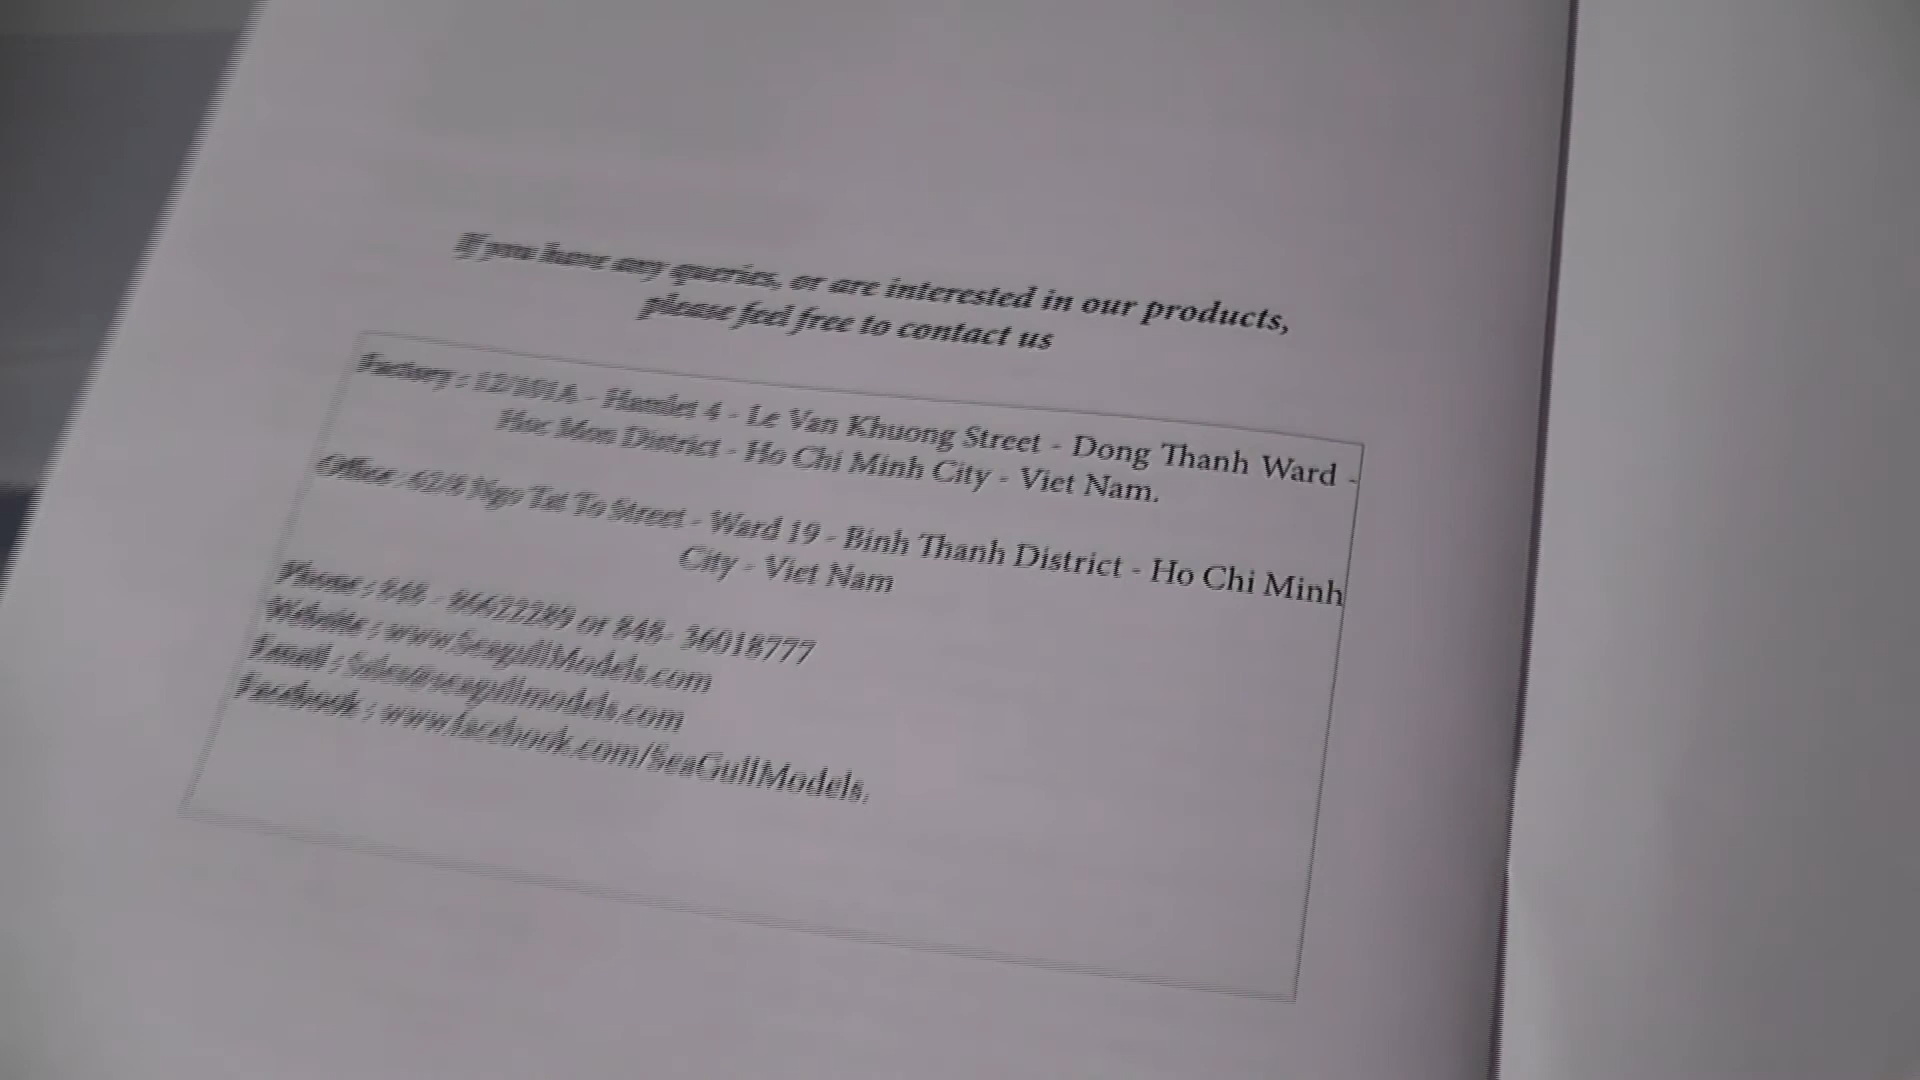 If you have any queries, or are interested in our products,
please feel free to contact us
Factory : 12/101A - Hamlet 4 - Le Van Khuong Street - Dong Thanh Ward -
Hoc Mon District - Ho Chi Minh City - Viet Nam.
Office : 62/8 Ngo Tat To Street - Ward 19 - Binh Thanh District - Ho Chi Minh
City - Viet Nam
Phone : 848 - 86622289 or 848- 36018777
Website : www.SeagullModels.com
Email : Sales@seagullmodels.com
Facebook : www.facebook.com/SeaGullModels.